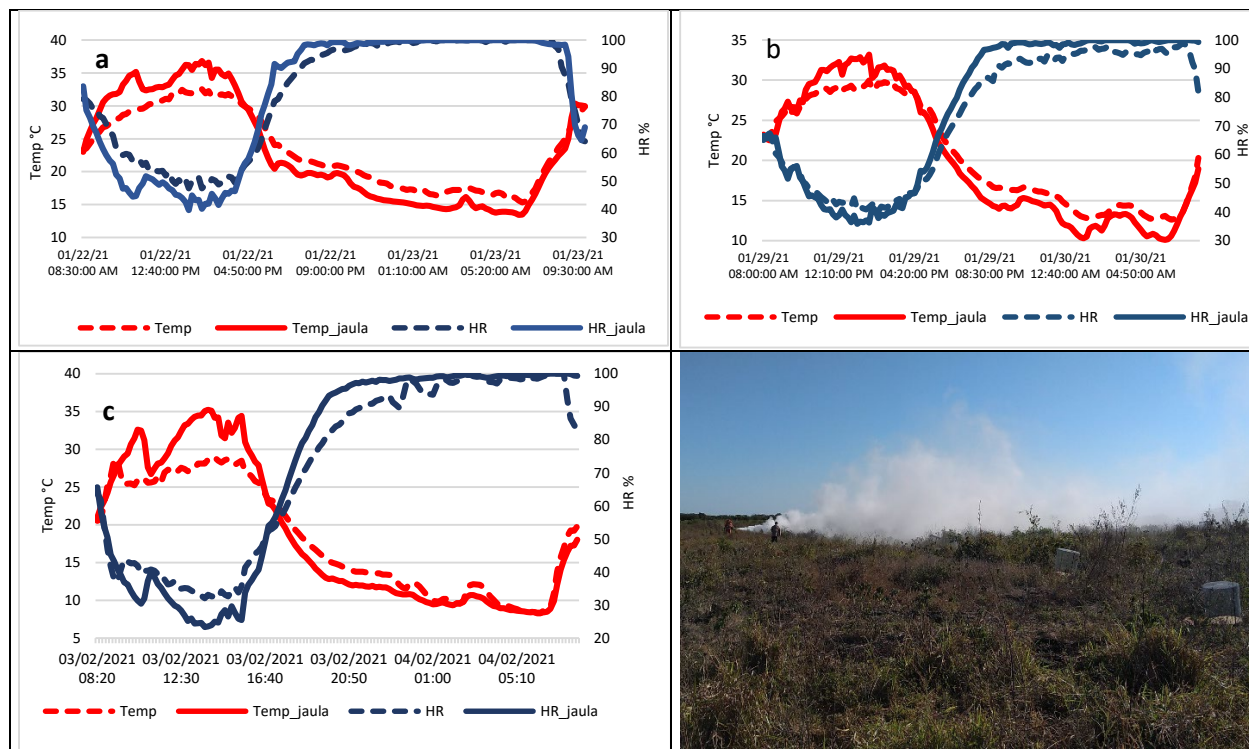 a
40
35
30
25
20
15
10
Temp °C
100
90
80
70
60
50
40
30
HR %
01/22/21 01/22/21 01/22/21 01/22/21 01/23/21 01/23/21 01/23/21
08:30:00 AM 12:40:00 PM 04:50:00 PM 09:00:00 PM 01:10:00 AM 05:20:00 AM 09:30:00 AM
Temp Temp_jaula HR HR_jaula
b
35
30
25
20
15
10
Temp °C
100
90
80
70
60
50
40
30
HR %
01/29/21 01/29/21 01/29/21 01/29/21 01/30/21 01/30/21
08:00:00 AM 12:10:00 PM 04:20:00 PM 08:30:00 PM 12:40:00 AM 04:50:00 AM
Temp Temp_jaula HR HR_jaula
c
40
35
30
25
20
15
10
5
Temp °C
100
90
80
70
60
50
40
30
20
HR %
03/02/2021 03/02/2021 03/02/2021 03/02/2021 04/02/2021 04/02/2021
08:20 12:30 16:40 20:50 01:00 05:10
Temp Temp_jaula HR HR_jaula